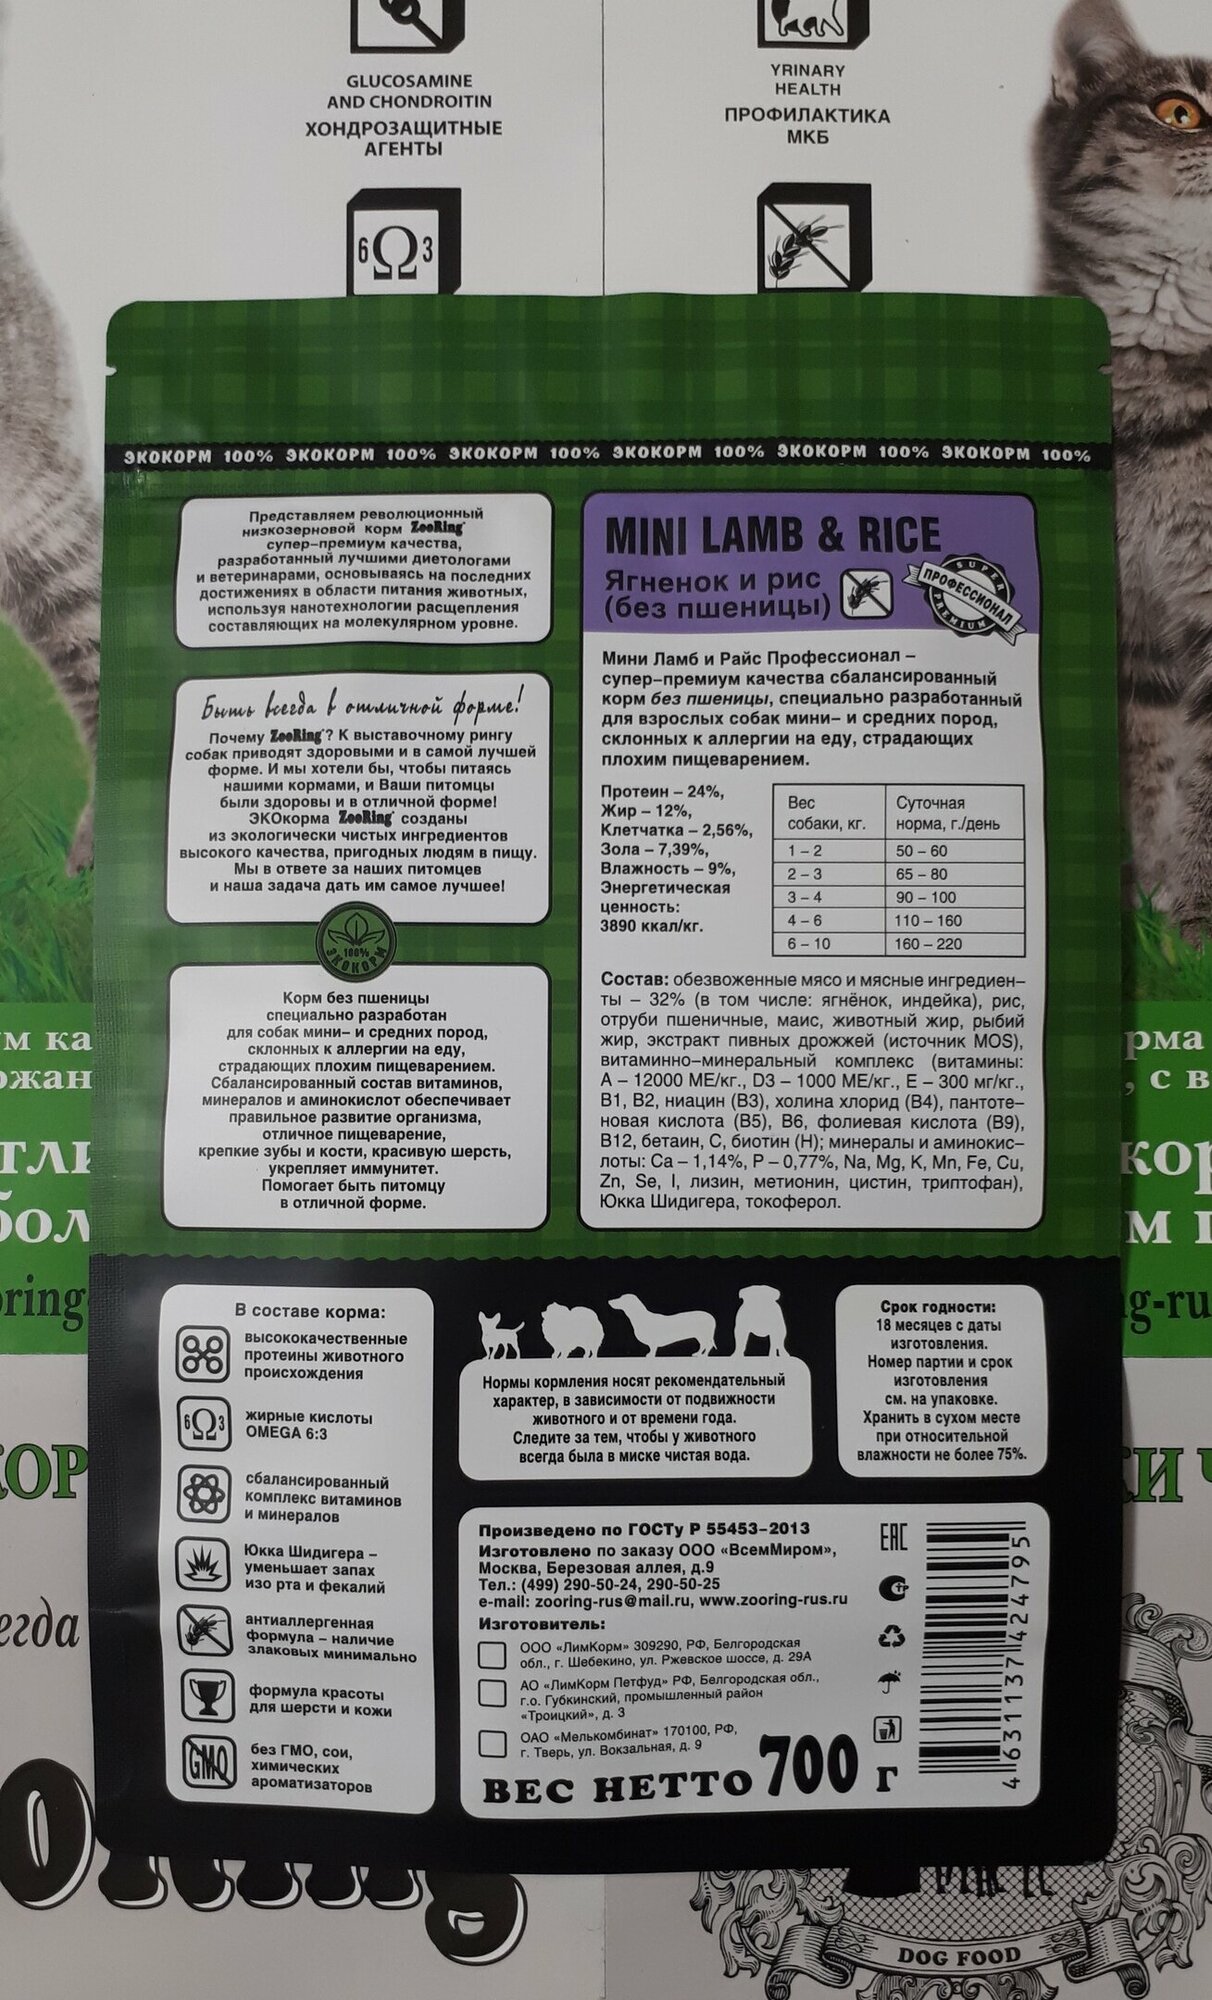 GLUCOSAMINE
AND CHONDROITIN
ХОНДРОЗАЩИТНЫЕ
АГЕНТЫ
YRINARY
HEALTH
ПРОФИЛАКТИКА
МКБ
6 Ω 3
ЭКОКОРМ 100% ЭКОКОРМ 100% ЭКОКОРМ 100% ЭКОКОРМ 100% ЭКОКОРМ 100% ЭКОКОРМ 100%
Представляем революционный
низкозерновой корм ZooRing
супер-премиум качества,
разработанный лучшими диетологами
и ветеринарами, основываясь на последних
достижениях в области питания животных,
используя нанотехнологии расщепления
составляющих на молекулярном уровне.
Быть всегда в отличной форме!
Почему ZooRing? К выставочному рингу
собак приводят здоровыми и в самой лучшей
форме. И мы хотели бы, чтобы питаясь
нашими кормами, и Ваши питомцы
были здоровы и в отличной форме!
ЭКОкорма ZooRing созданы
из экологически чистых ингредиентов
высокого качества, пригодных людям в пищу.
Мы в ответе за наших питомцев
и наша задача дать им самое лучшее!
100%
ЭКОКОРМ
Корм без пшеницы
специально разработан
для собак мини- и средних пород,
склонных к аллергии на еду,
страдающих плохим пищеварением.
Сбалансированный состав витаминов,
минералов и аминокислот обеспечивает
правильное развитие организма,
отличное пищеварение,
крепкие зубы и кости, красивую шерсть,
укрепляет иммунитет.
Помогает быть питомцу
в отличной форме.
MINI LAMB & RICE
Ягненок и рис
(без пшеницы)
SUPER
ПРОФЕССИОНАЛ
PREMIUM
Мини Ламб и Райс Профессионал –
супер-премиум качества сбалансированный
корм без пшеницы, специально разработанный
для взрослых собак мини- и средних пород,
склонных к аллергии на еду, страдающих
плохим пищеварением.
Протеин – 24%,
Жир – 12%,
Клетчатка – 2,56%,
Зола – 7,39%,
Влажность – 9%,
Энергетическая
ценность:
3890 ккал/кг.
Вес
собаки, кг.
Суточная
норма, г./день
1 – 2 50 – 60
2 – 3 65 – 80
3 – 4 90 – 100
4 – 6 110 – 160
6 – 10 160 – 220
Состав: обезвоженные мясо и мясные ингредиен-
ты – 32% (в том числе: ягнёнок, индейка), рис,
отруби пшеничные, маис, животный жир, рыбий
жир, экстракт пивных дрожжей (источник MOS),
витаминно-минеральный комплекс (витамины:
А – 12000 МЕ/кг., D3 – 1000 МЕ/кг., Е – 300 мг/кг.,
В1, В2, ниацин (В3), холина хлорид (В4), пантоте-
новая кислота (В5), В6, фолиевая кислота (В9),
В12, бетаин, С, биотин (Н); минералы и аминокис-
лоты: Са – 1,14%, Р – 0,77%, Na, Mg, K, Mn, Fe, Cu,
Zn, Se, I, лизин, метионин, цистин, триптофан),
Юкка Шидигера, токоферол.
В составе корма:
высококачественные
протеины животного
происхождения
6 Ω 3
жирные кислоты
OMEGA 6:3
сбалансированный
комплекс витаминов
и минералов
Юкка Шидигера –
уменьшает запах
изо рта и фекалий
антиаллергенная
формула – наличие
злаковых минимально
формула красоты
для шерсти и кожи
GMO
без ГМО, сои,
химических
ароматизаторов
Нормы кормления носят рекомендательный
характер, в зависимости от подвижности
животного и от времени года.
Следите за тем, чтобы у животного
всегда была в миске чистая вода.
Срок годности:
18 месяцев с даты
изготовления.
Номер партии и срок
изготовления
см. на упаковке.
Хранить в сухом месте
при относительной
влажности не более 75%.
Произведено по ГОСТу Р 55453-2013
Изготовлено по заказу ООО «ВсемМиром»,
Москва, Березовая аллея, д.9
Тел.: (499) 290-50-24, 290-50-25
e-mail: zooring-rus@mail.ru, www.zooring-rus.ru
Изготовитель:
ООО «ЛимКорм» 309290, РФ, Белгородская
обл., г. Шебекино, ул. Ржевское шоссе, д. 29А
АО «ЛимКорм Петфуд» РФ, Белгородская обл.,
г.о. Губкинский, промышленный район
«Троицкий», д. 3
ОАО «Мелькомбинат» 170100, РФ,
г. Тверь, ул. Вокзальная, д. 9
ВЕС НЕТТО 700 г
ЕАС
4 631137 424795
DOG FOOD